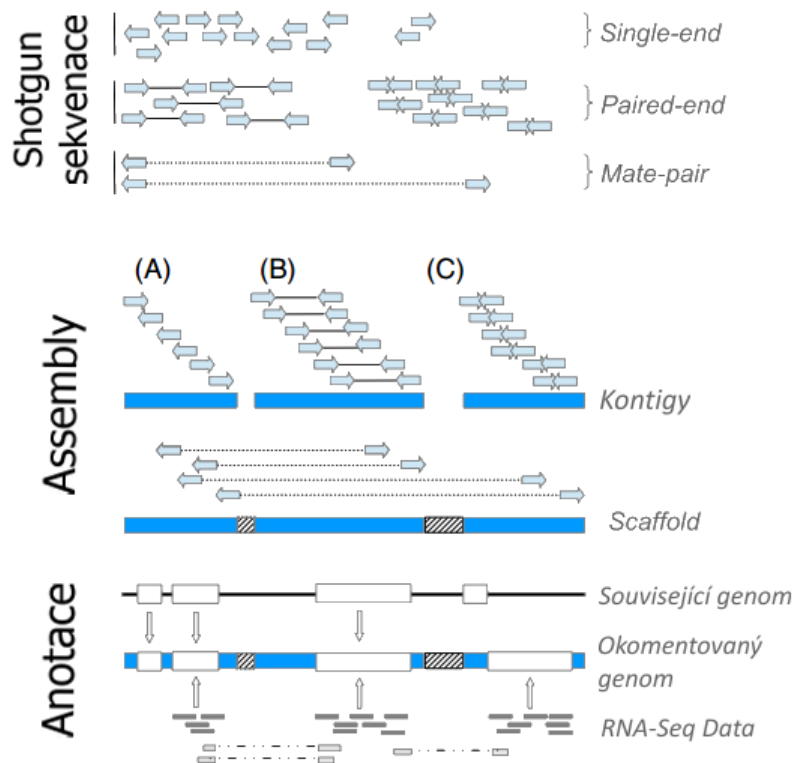 Shotgun
sekvenace
Single-end
Paired-end
Mate-pair
Assembly
(A)
(B)
(C)
Kontigy
Scaffold
Anotace
Související genom
Okomentovaný
genom
RNA-Seq Data